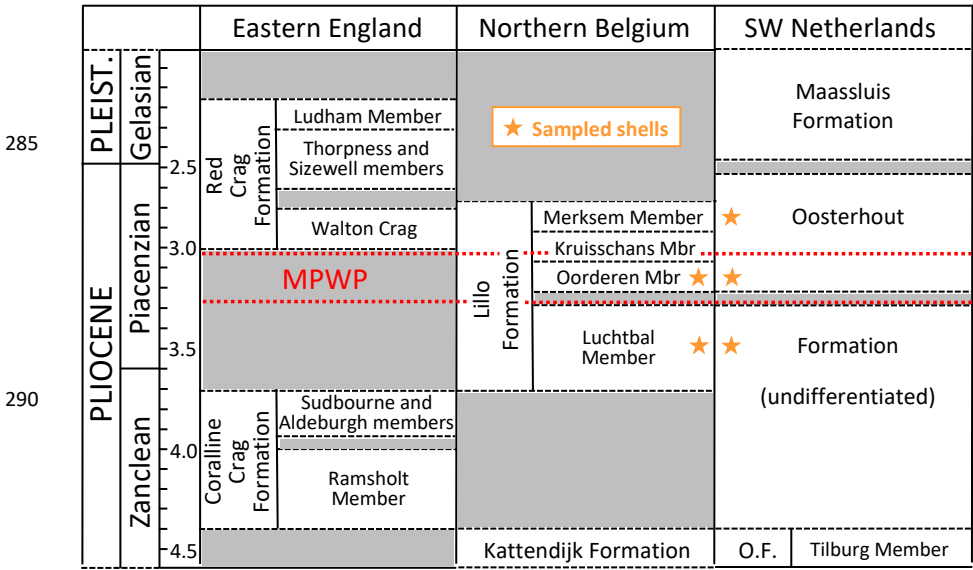 Eastern England
Northern Belgium
SW Netherlands
PLEIST.
Gelasian
PLIOCENE
Piacenzian
Zanclean
285
290
2.5
3.0
3.5
4.0
4.5
Red
Crag
Formation
Ludham Member
Thorpness and
Sizewell members
Walton Crag
MPWP
Coralline
Crag
Formation
Sudbourne and
Aldeburgh members
Ramsholt
Member
★ Sampled shells
Lillo
Formation
Merksem Member
Kruisschans Mbr
Oorderen Mbr
Luchtbal
Member
Kattendijk Formation
Maassluis
Formation
Oosterhout
Formation
(undifferentiated)
O.F.
Tilburg Member